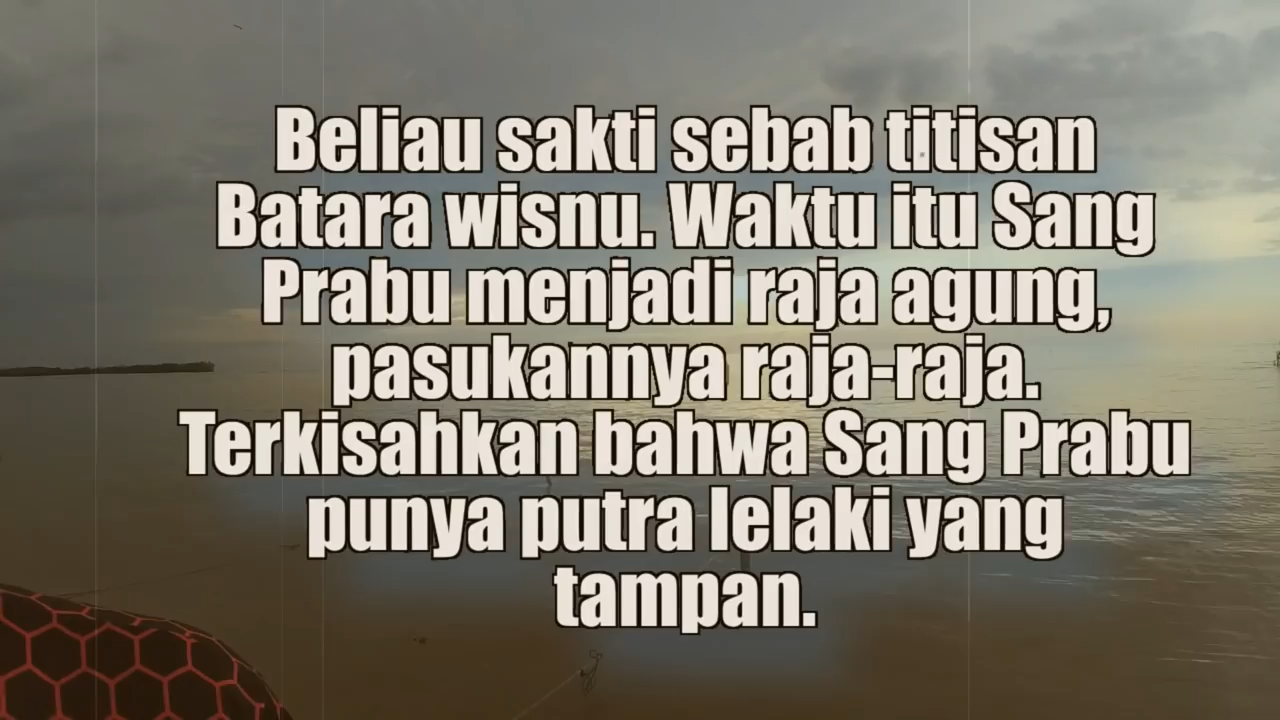 Beliau sakti sebab titisan
Batara wisnu. Waktu itu Sang
Prabu menjadi raja agung,
pasukannya raja-raja.
Terkisahkan bahwa Sang Prabu
punya putra lelaki yang
tampan.